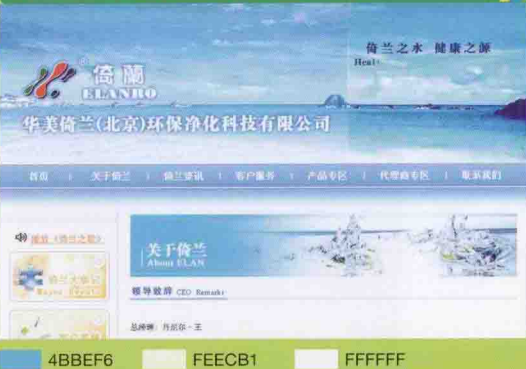 倚兰之水 健康之源
Heal
®
倚蘭
ELANRO
华美倚兰(北京)环保净化科技有限公司
首页 | 关于倚兰 | 倚兰资讯 | 客户服务 | 产品专区 | 代理商专区 | 联系我们
关于倚兰
About ELAN
领导致辞 CEO Remarks
4BBEF6 FEECB1 FFFFFF